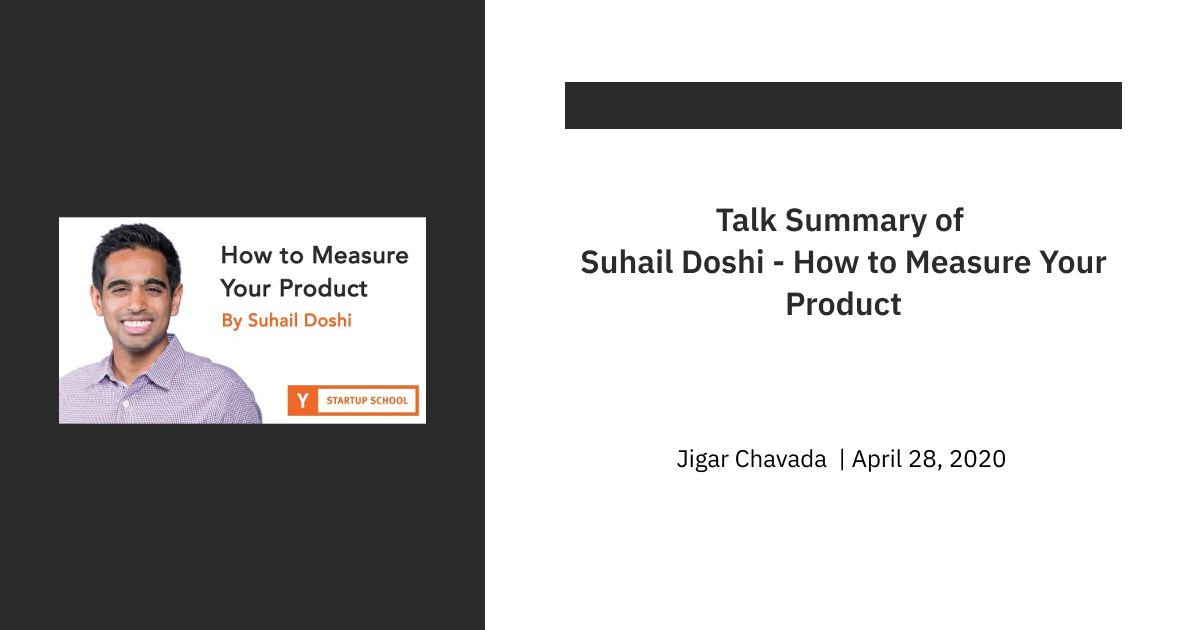 How to Measure
Your Product
By Suhail Doshi
Y STARTUP SCHOOL
Talk Summary of
Suhail Doshi - How to Measure Your
Product
Jigar Chavada | April 28, 2020